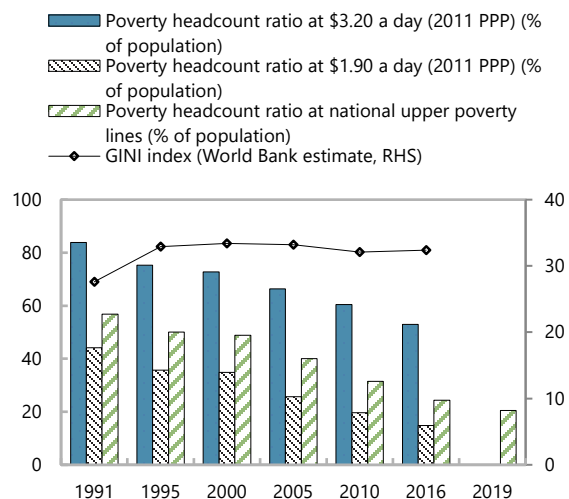 Poverty headcount ratio at $3.20 a day (2011 PPP) (%
of population)
Poverty headcount ratio at $1.90 a day (2011 PPP) (%
of population)
Poverty headcount ratio at national upper poverty
lines (% of population)
GINI index (World Bank estimate, RHS)
100 40
80
30
60
20
40
10
20
0 0
1991 1995 2000 2005 2010 2016 2019